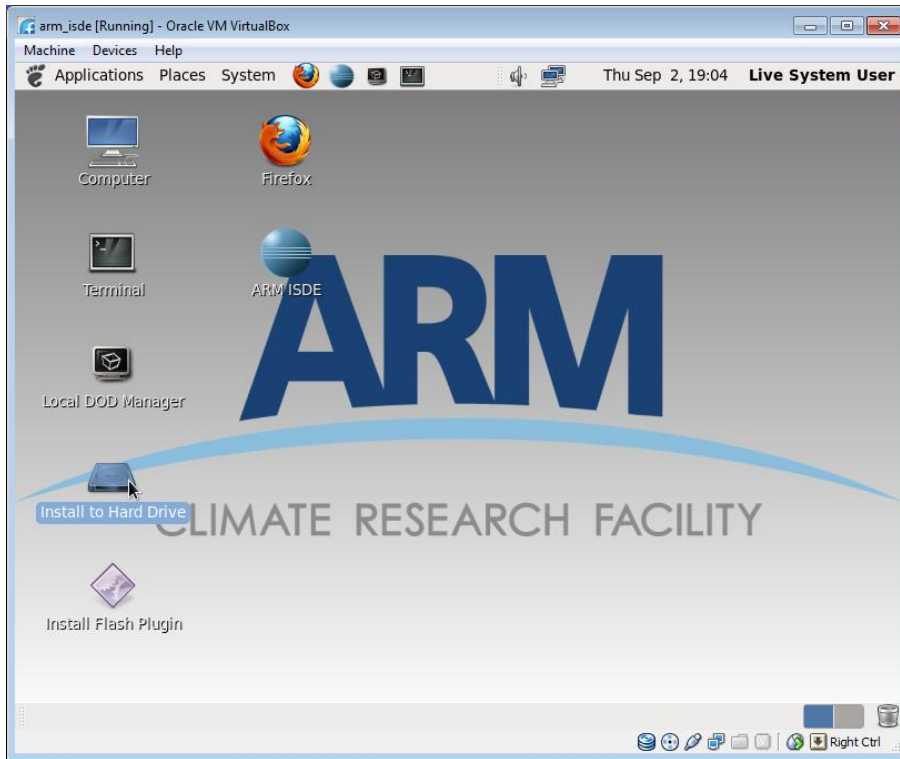 arm_isde [Running] - Oracle VM VirtualBox
Machine Devices Help
Applications Places System Thu Sep 2, 19:04 Live System User
Computer Firefox
Terminal ARM ISDE
ARM
Local DOD Manager
Install to Hard Drive
CLIMATE RESEARCH FACILITY
Install Flash Plugin
Right Ctrl